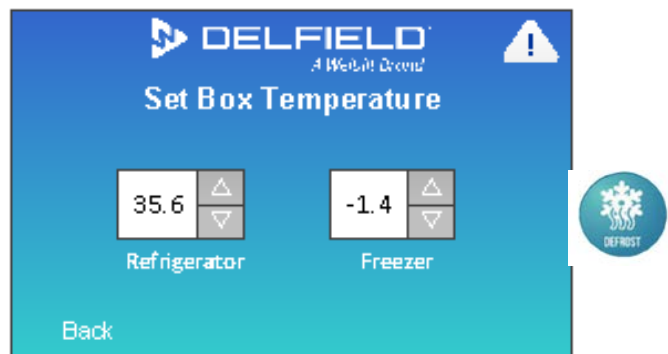 DELFIELD
A Welbilt Brand
Set Box Temperature
35.6
-1.4
Refrigerator
Freezer
DEFROST
Back